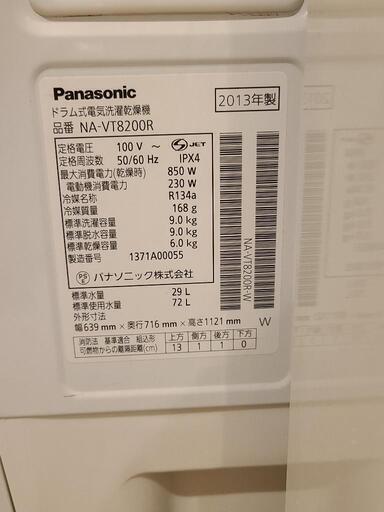 Panasonic
ドラム式電気洗濯乾燥機
品番 NA-VT8200R
2013年製
定格電圧 100 V ～
S JET
定格周波数 50/60 Hz IPX4
最大消費電力(乾燥時) 850 W
電動機消費電力 230 W
冷媒名称 R134a
冷媒質量 168 g
標準洗濯容量 9.0 kg
標準脱水容量 9.0 kg
標準乾燥容量 6.0 kg
製造番号 1371A00055
PSE パナソニック株式会社
NA-VT8200R-W
標準水量 29 L
標準使用水量 72 L
外形寸法
幅639 mm × 奥行716 mm × 高さ1121 mm W
消防法 基準適合 組込形
可燃物からの離隔距離(cm)
上方 側方 後方 下方
13 1 1 0